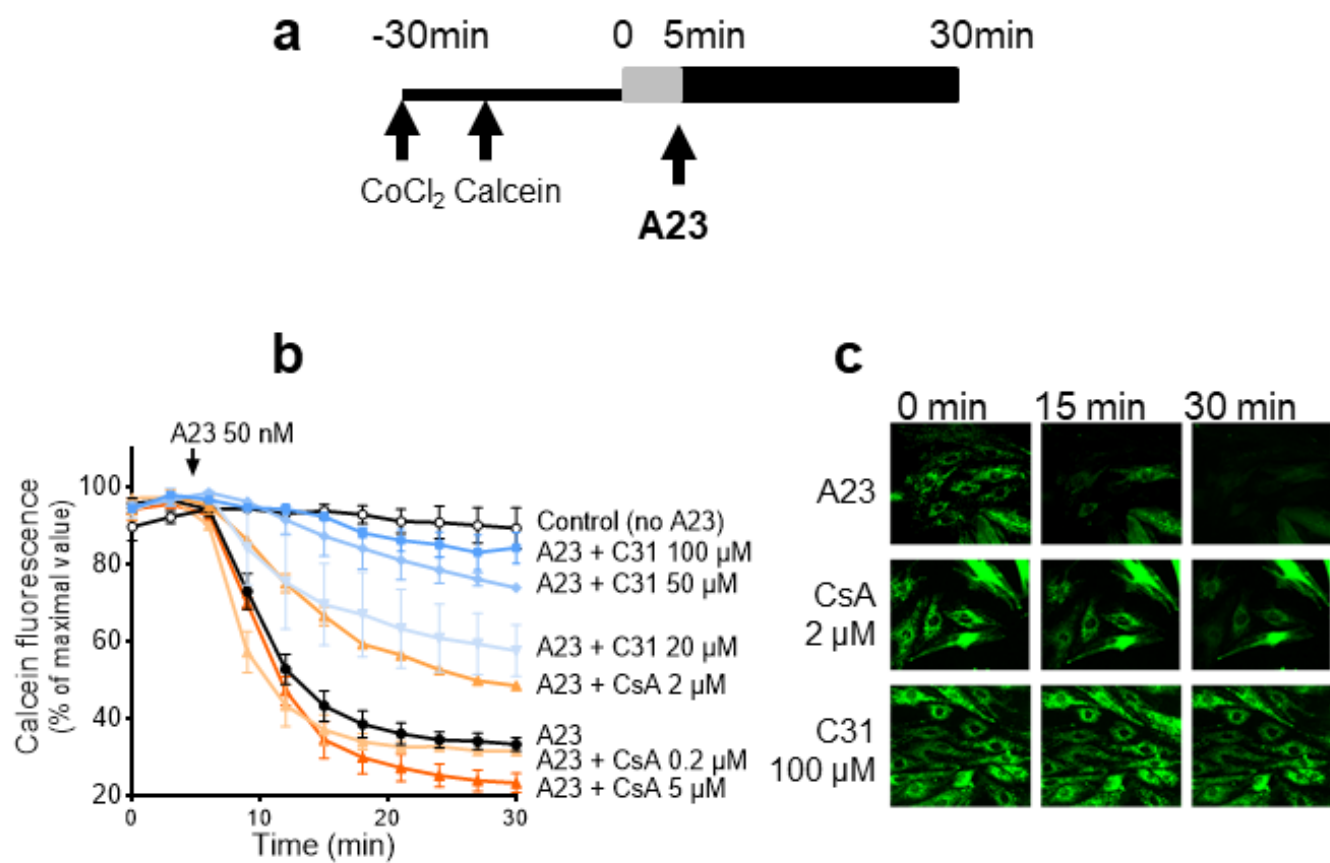 a
-30min 0 5min 30min
CoCl₂ Calcein
A23
b
A23 50 nM
Calcein fluorescence
(% of maximal value)
100
80
60
40
20
0 10 20 30
Time (min)
Control (no A23)
A23 + C31 100 µM
A23 + C31 50 µM
A23 + C31 20 µM
A23 + CsA 2 µM
A23
A23 + CsA 0.2 µM
A23 + CsA 5 µM
c
0 min 15 min 30 min
A23
CsA
2 µM
C31
100 µM